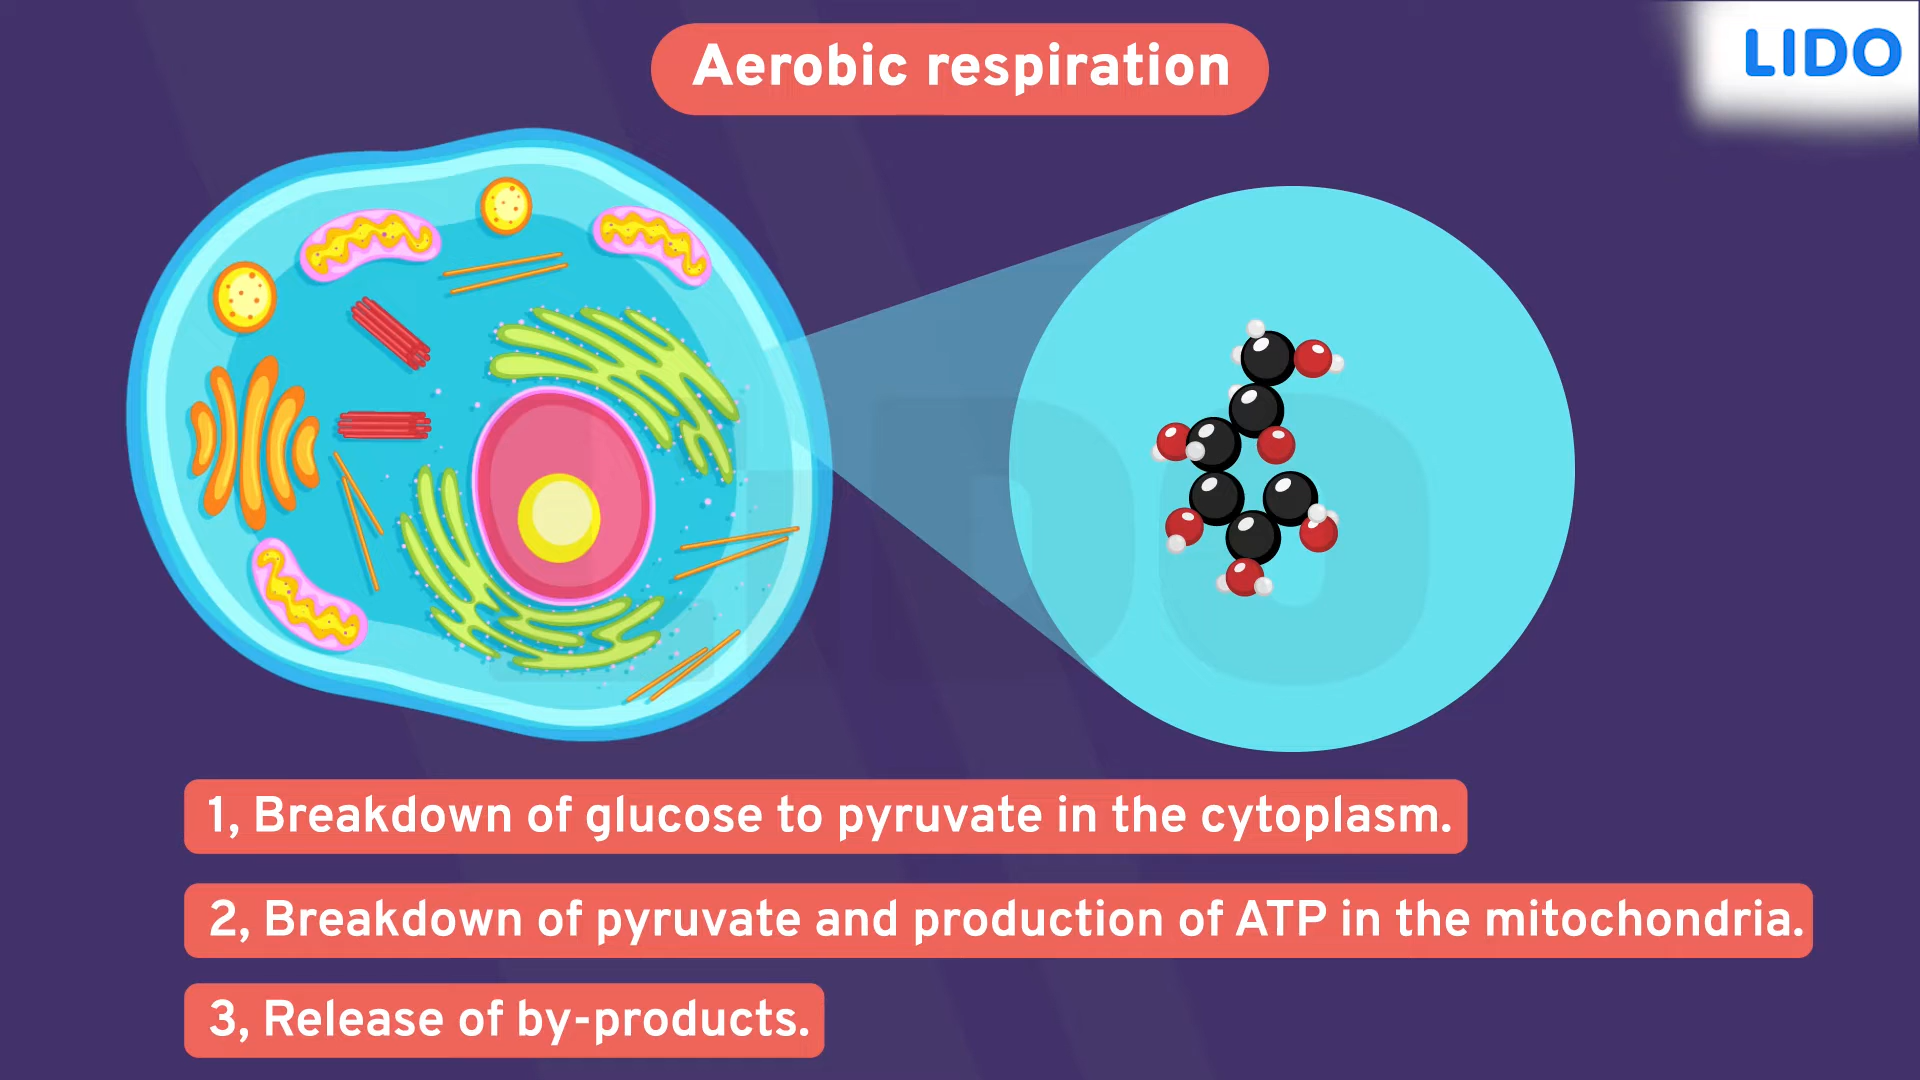 Aerobic respiration
LIDO
LIDO
1, Breakdown of glucose to pyruvate in the cytoplasm.
2, Breakdown of pyruvate and production of ATP in the mitochondria.
3, Release of by-products.